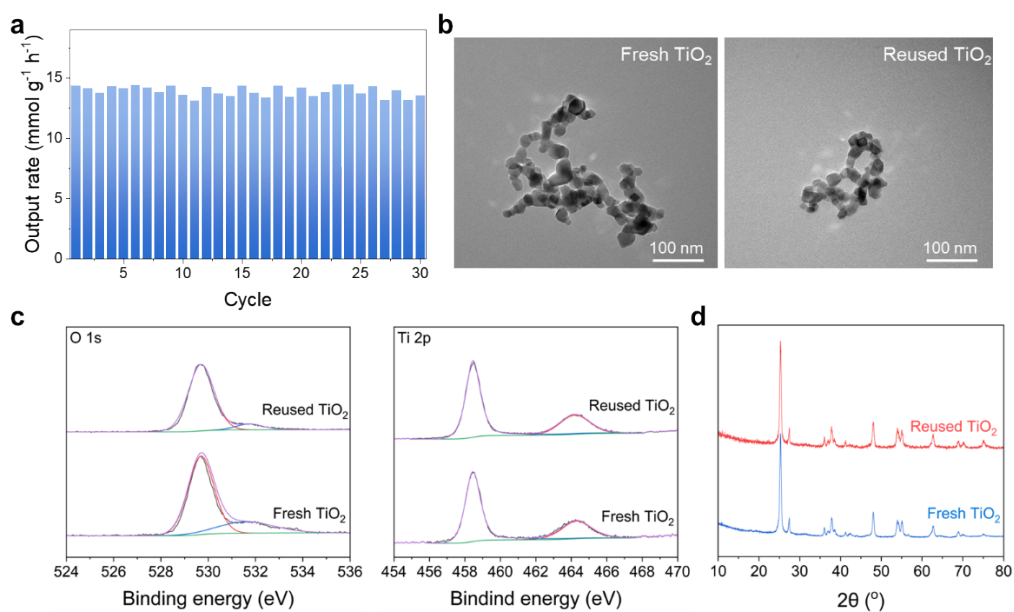 a
Output rate (mmol g⁻¹ h⁻¹)
15
10
5
0
5 10 15 20 25 30
Cycle
b
Fresh TiO₂
100 nm
Reused TiO₂
100 nm
c
O 1s
Reused TiO₂
Fresh TiO₂
524 526 528 530 532 534 536
Binding energy (eV)
Ti 2p
Reused TiO₂
Fresh TiO₂
454 456 458 460 462 464 466 468 470
Bindind energy (eV)
d
Reused TiO₂
Fresh TiO₂
10 20 30 40 50 60 70 80
2θ (°)